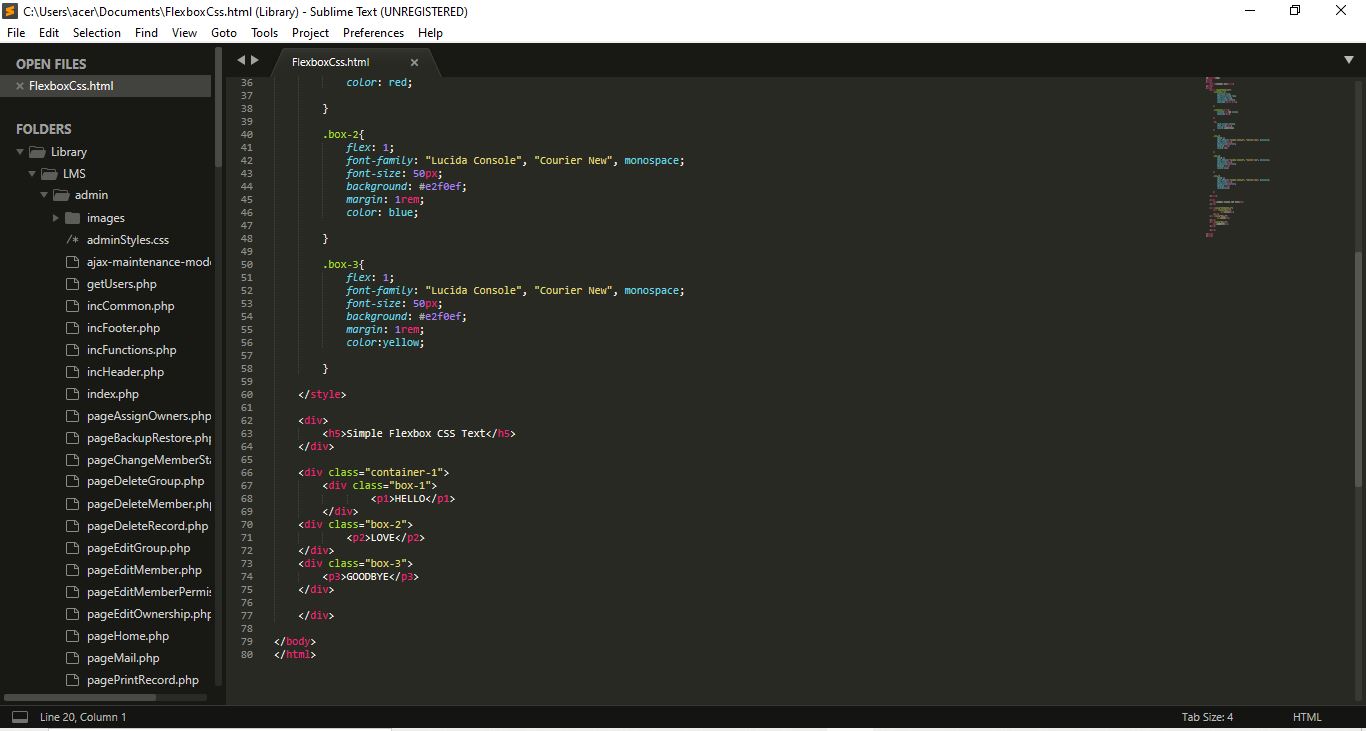 C:\Users\acer\Documents\FlexboxCss.html (Library) - Sublime Text (UNREGISTERED)
File Edit Selection Find View Goto Tools Project Preferences Help
OPEN FILES
FlexboxCss.html
FOLDERS
Library
LMS
admin
images
/* adminStyles.css
ajax-maintenance-mod
getUsers.php
incCommon.php
incFooter.php
incFunctions.php
incHeader.php
index.php
pageAssignOwners.php
pageBackupRestore.ph
pageChangeMemberSt
pageDeleteGroup.php
pageDeleteMember.ph
pageDeleteRecord.php
pageEditGroup.php
pageEditMember.php
pageEditMemberPermi
pageEditOwnership.ph
pageHome.php
pageMail.php
pagePrintRecord.php
FlexboxCss.html
36 color: red;
37
38 }
39
40 .box-2{
41 flex: 1;
42 font-family: "Lucida Console", "Courier New", monospace;
43 font-size: 50px;
44 background: #e2f0ef;
45 margin: 1rem;
46 color: blue;
47
48 }
49
50 .box-3{
51 flex: 1;
52 font-family: "Lucida Console", "Courier New", monospace;
53 font-size: 50px;
54 background: #e2f0ef;
55 margin: 1rem;
56 color:yellow;
57
58 }
59
60 </style>
61
62 <div>
63 <h5>Simple Flexbox CSS Text</h5>
64 </div>
65
66 <div class="container-1">
67 <div class="box-1">
68 <p1>HELLO</p1>
69 </div>
70 <div class="box-2">
71 <p2>LOVE</p2>
72 </div>
73 <div class="box-3">
74 <p3>GOODBYE</p3>
75 </div>
76
77 </div>
78
79 </body>
80 </html>
Line 20, Column 1
Tab Size: 4
HTML